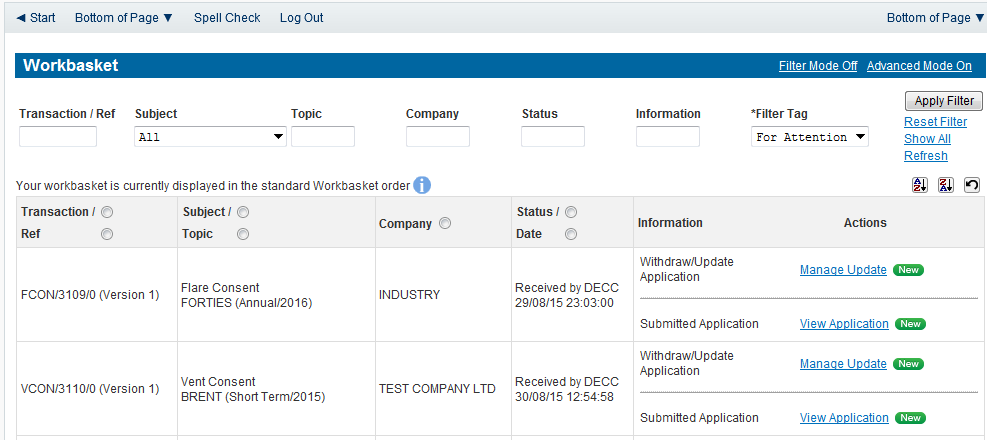 ◄ Start Bottom of Page ▼ Spell Check Log Out Bottom of Page ▼
Workbasket Filter Mode Off Advanced Mode On
Transaction / Ref Subject Topic Company Status Information *Filter Tag Apply Filter
All For Attention Reset Filter
Show All
Refresh
Your workbasket is currently displayed in the standard Workbasket order i
Transaction / Subject / Company Status / Information Actions
Ref Topic Date
FCON/3109/0 (Version 1) Flare Consent INDUSTRY Received by DECC Withdraw/Update Manage Update New
FORTIES (Annual/2016) 29/08/15 23:03:00 Application
Submitted Application View Application New
VCON/3110/0 (Version 1) Vent Consent TEST COMPANY LTD Received by DECC Withdraw/Update Manage Update New
BRENT (Short Term/2015) 30/08/15 12:54:58 Application
Submitted Application View Application New